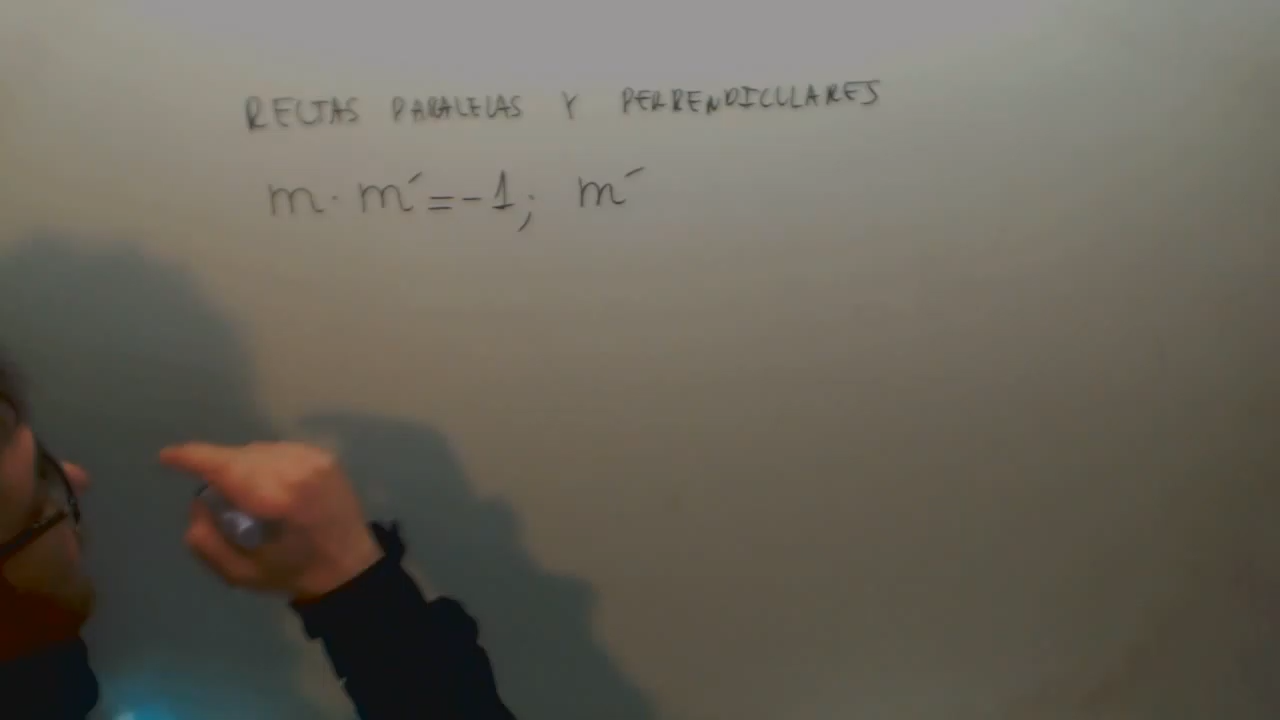 RECTAS PARALELAS Y PERPENDICULARES
m · m´ = -1; m´